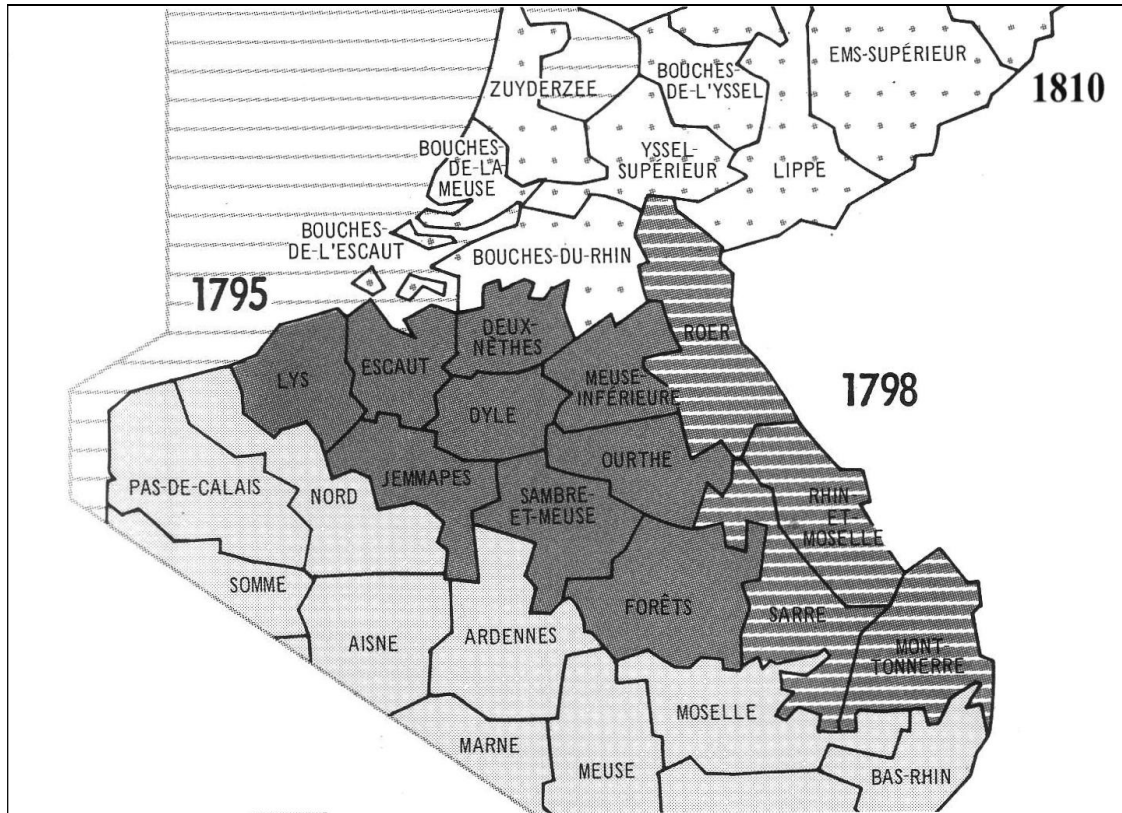 EMS-SUPÉRIEUR
1810
ZUYDERZEE
BOUCHES-
DE-L'YSSEL
BOUCHES-
DE-LA
MEUSE
YSSEL-
SUPÉRIEUR
LIPPE
BOUCHES-
DE-L'ESCAUT
BOUCHES-DU-RHIN
1795
DEUX-
NÈTHES
ROER
LYS
ESCAUT
MEUSE-
INFÉRIEURE
1798
DYLE
PAS-DE-CALAIS
NORD
JEMMAPES
OURTHE
SAMBRE-
ET-MEUSE
RHIN-
ET-
MOSELLE
SOMME
AISNE
ARDENNES
FORÊTS
SARRE
MONT-
TONNERRE
MARNE
MEUSE
MOSELLE
BAS-RHIN